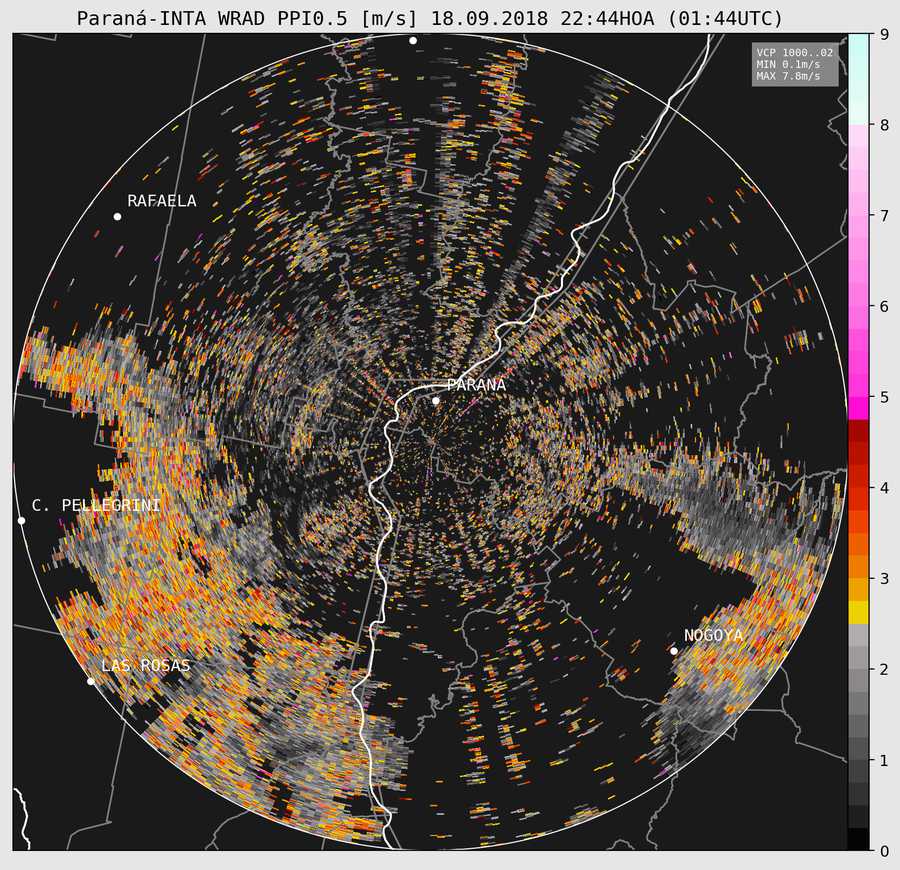 Paraná-INTA WRAD PPI0.5 [m/s] 18.09.2018 22:44HOA (01:44UTC)
VCP 1000..02
MIN 0.1m/s
MAX 7.8m/s
9
8
7
6
5
4
3
2
1
0
RAFAELA
PARANA
C. PELLEGRINI
NOGOYA
LAS ROSAS